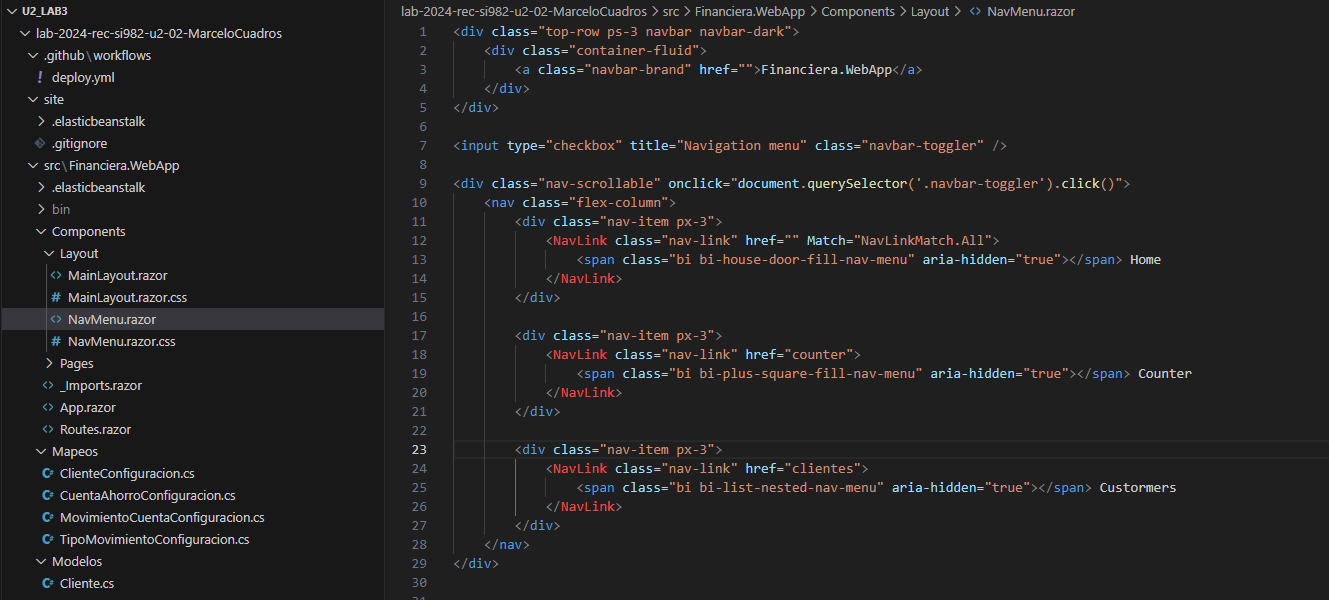 U2_LAB3
lab-2024-rec-si982-u2-02-MarceloCuadros
.github\workflows
! deploy.yml
site
.elasticbeanstalk
.gitignore
src\Financiera.WebApp
.elasticbeanstalk
bin
Components
Layout
<> MainLayout.razor
# MainLayout.razor.css
<> NavMenu.razor
# NavMenu.razor.css
Pages
<> _Imports.razor
<> App.razor
<> Routes.razor
Mapeos
C# ClienteConfiguracion.cs
C# CuentaAhorroConfiguracion.cs
C# MovimientoCuentaConfiguracion.cs
C# TipoMovimientoConfiguracion.cs
Modelos
C# Cliente.cs
lab-2024-rec-si982-u2-02-MarceloCuadros > src > Financiera.WebApp > Components > Layout > <> NavMenu.razor
1 <div class="top-row ps-3 navbar navbar-dark">
2 <div class="container-fluid">
3 <a class="navbar-brand" href="">Financiera.WebApp</a>
4 </div>
5 </div>
6
7 <input type="checkbox" title="Navigation menu" class="navbar-toggler" />
8
9 <div class="nav-scrollable" onclick="document.querySelector('.navbar-toggler').click()">
10 <nav class="flex-column">
11 <div class="nav-item px-3">
12 <NavLink class="nav-link" href="" Match="NavLinkMatch.All">
13 <span class="bi bi-house-door-fill-nav-menu" aria-hidden="true"></span> Home
14 </NavLink>
15 </div>
16
17 <div class="nav-item px-3">
18 <NavLink class="nav-link" href="counter">
19 <span class="bi bi-plus-square-fill-nav-menu" aria-hidden="true"></span> Counter
20 </NavLink>
21 </div>
22
23 <div class="nav-item px-3">
24 <NavLink class="nav-link" href="clientes">
25 <span class="bi bi-list-nested-nav-menu" aria-hidden="true"></span> Custormers
26 </NavLink>
27 </div>
28 </nav>
29 </div>
30